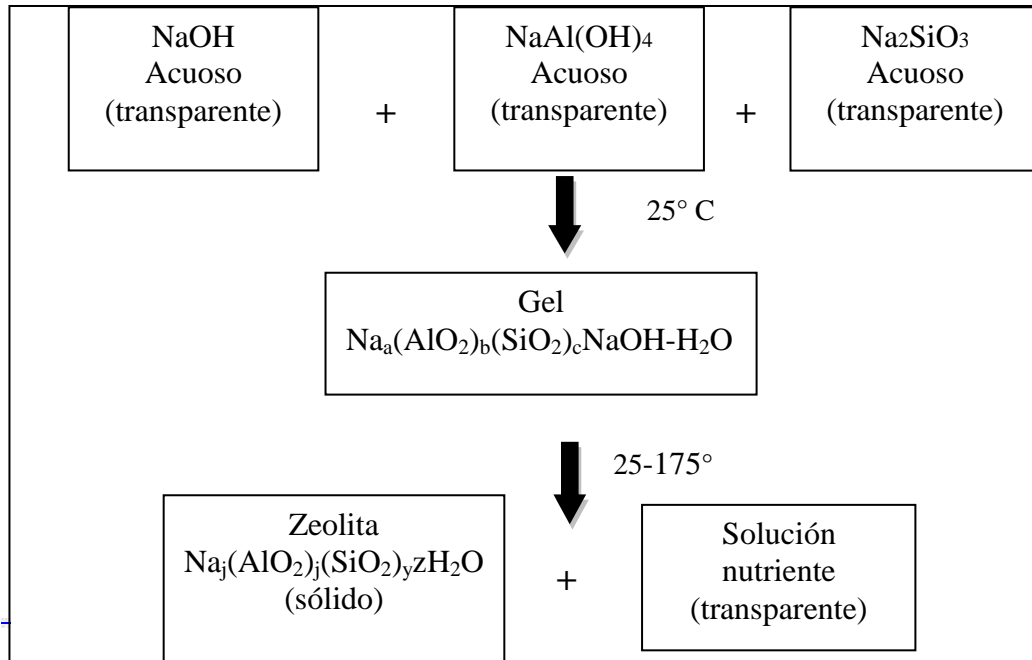 NaOH
Acuoso
(transparente)
+
NaAl(OH)4
Acuoso
(transparente)
+
Na2SiO3
Acuoso
(transparente)
25° C
Gel
Naa(AlO2)b(SiO2)cNaOH-H2O
25-175°
Zeolita
Naj(AlO2)j(SiO2)yzH2O
(sólido)
+
Solución
nutriente
(transparente)